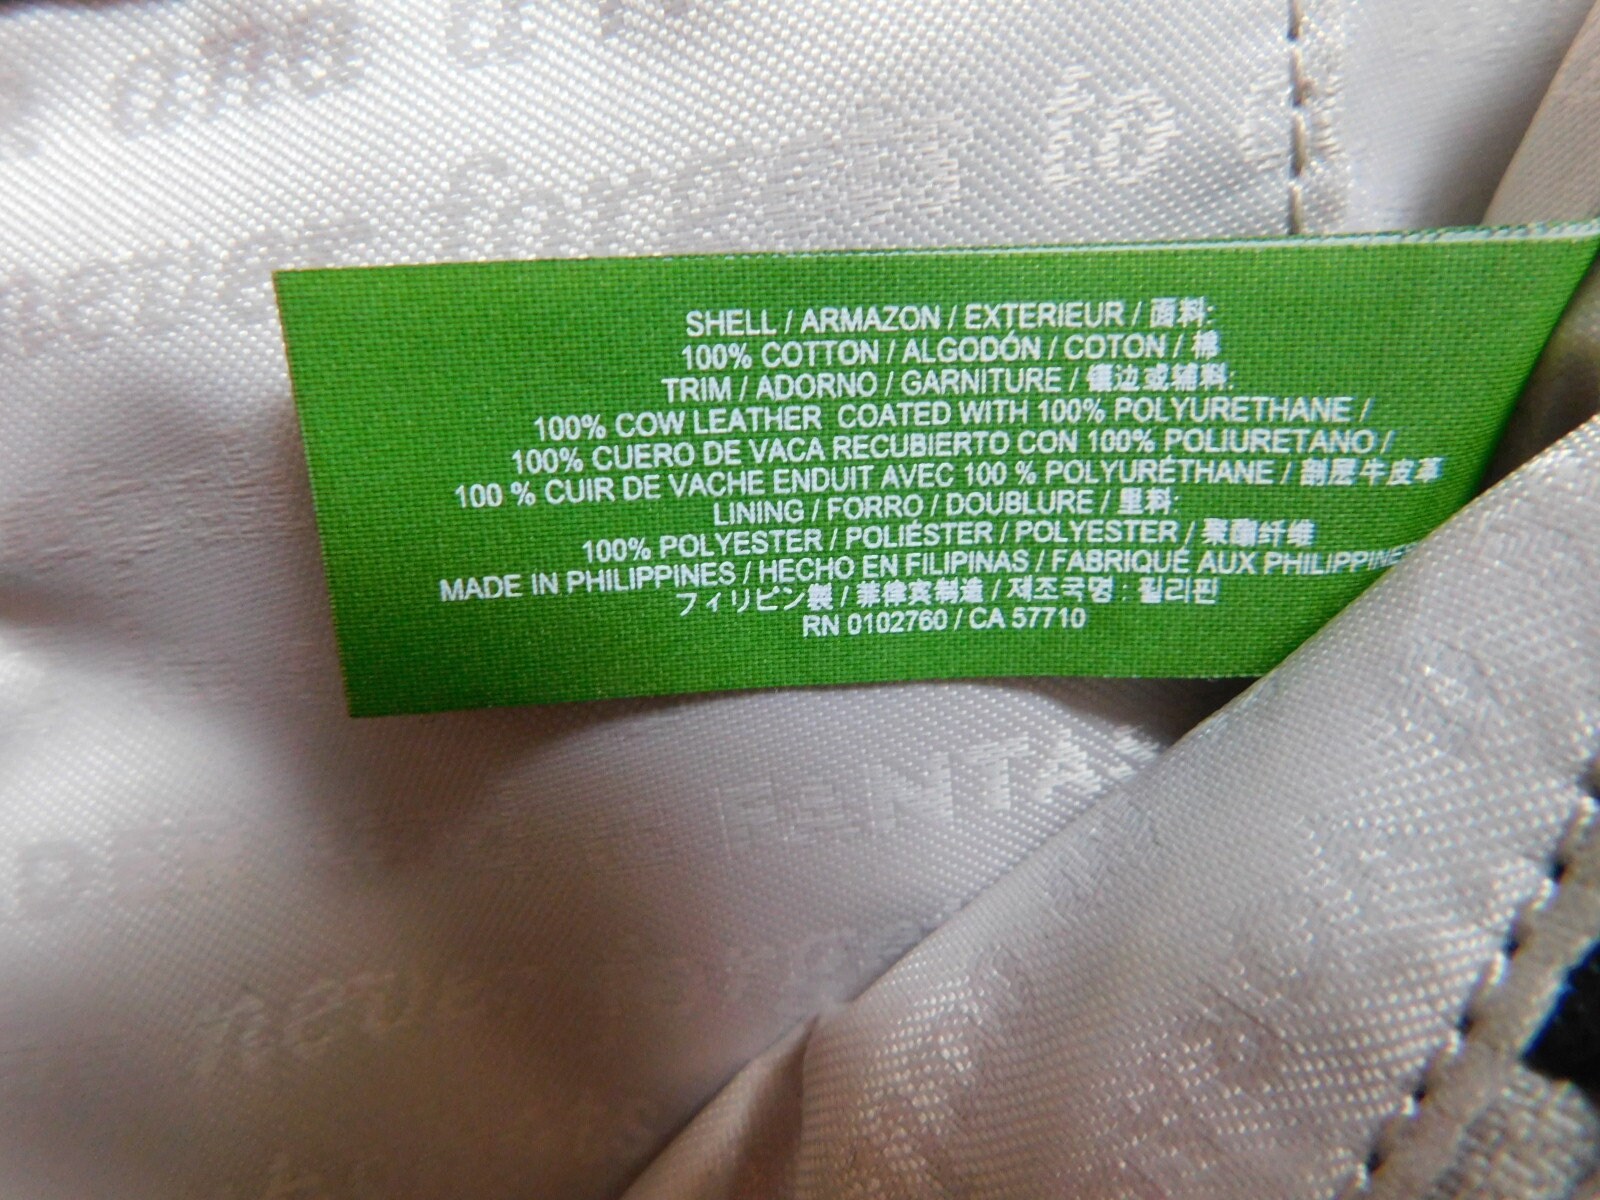 SHELL / ARMAZON / EXTERIEUR / 面料:
100% COTTON / ALGODÓN / COTON / 棉
TRIM / ADORNO / GARNITURE / 镶边或辅料:
100% COW LEATHER COATED WITH 100% POLYURETHANE /
100% CUERO DE VACA RECUBIERTO CON 100% POLIURETANO /
100 % CUIR DE VACHE ENDUIT AVEC 100 % POLYURÉTHANE / 剖层牛皮革
LINING / FORRO / DOUBLURE / 里料:
100% POLYESTER / POLIÉSTER / POLYESTER / 聚酯纤维
MADE IN PHILIPPINES / HECHO EN FILIPINAS / FABRIQUÉ AUX PHILIPPINE
フィリピン製 / 菲律宾制造 / 제조국명 : 필리핀
RN 0102760 / CA 57710